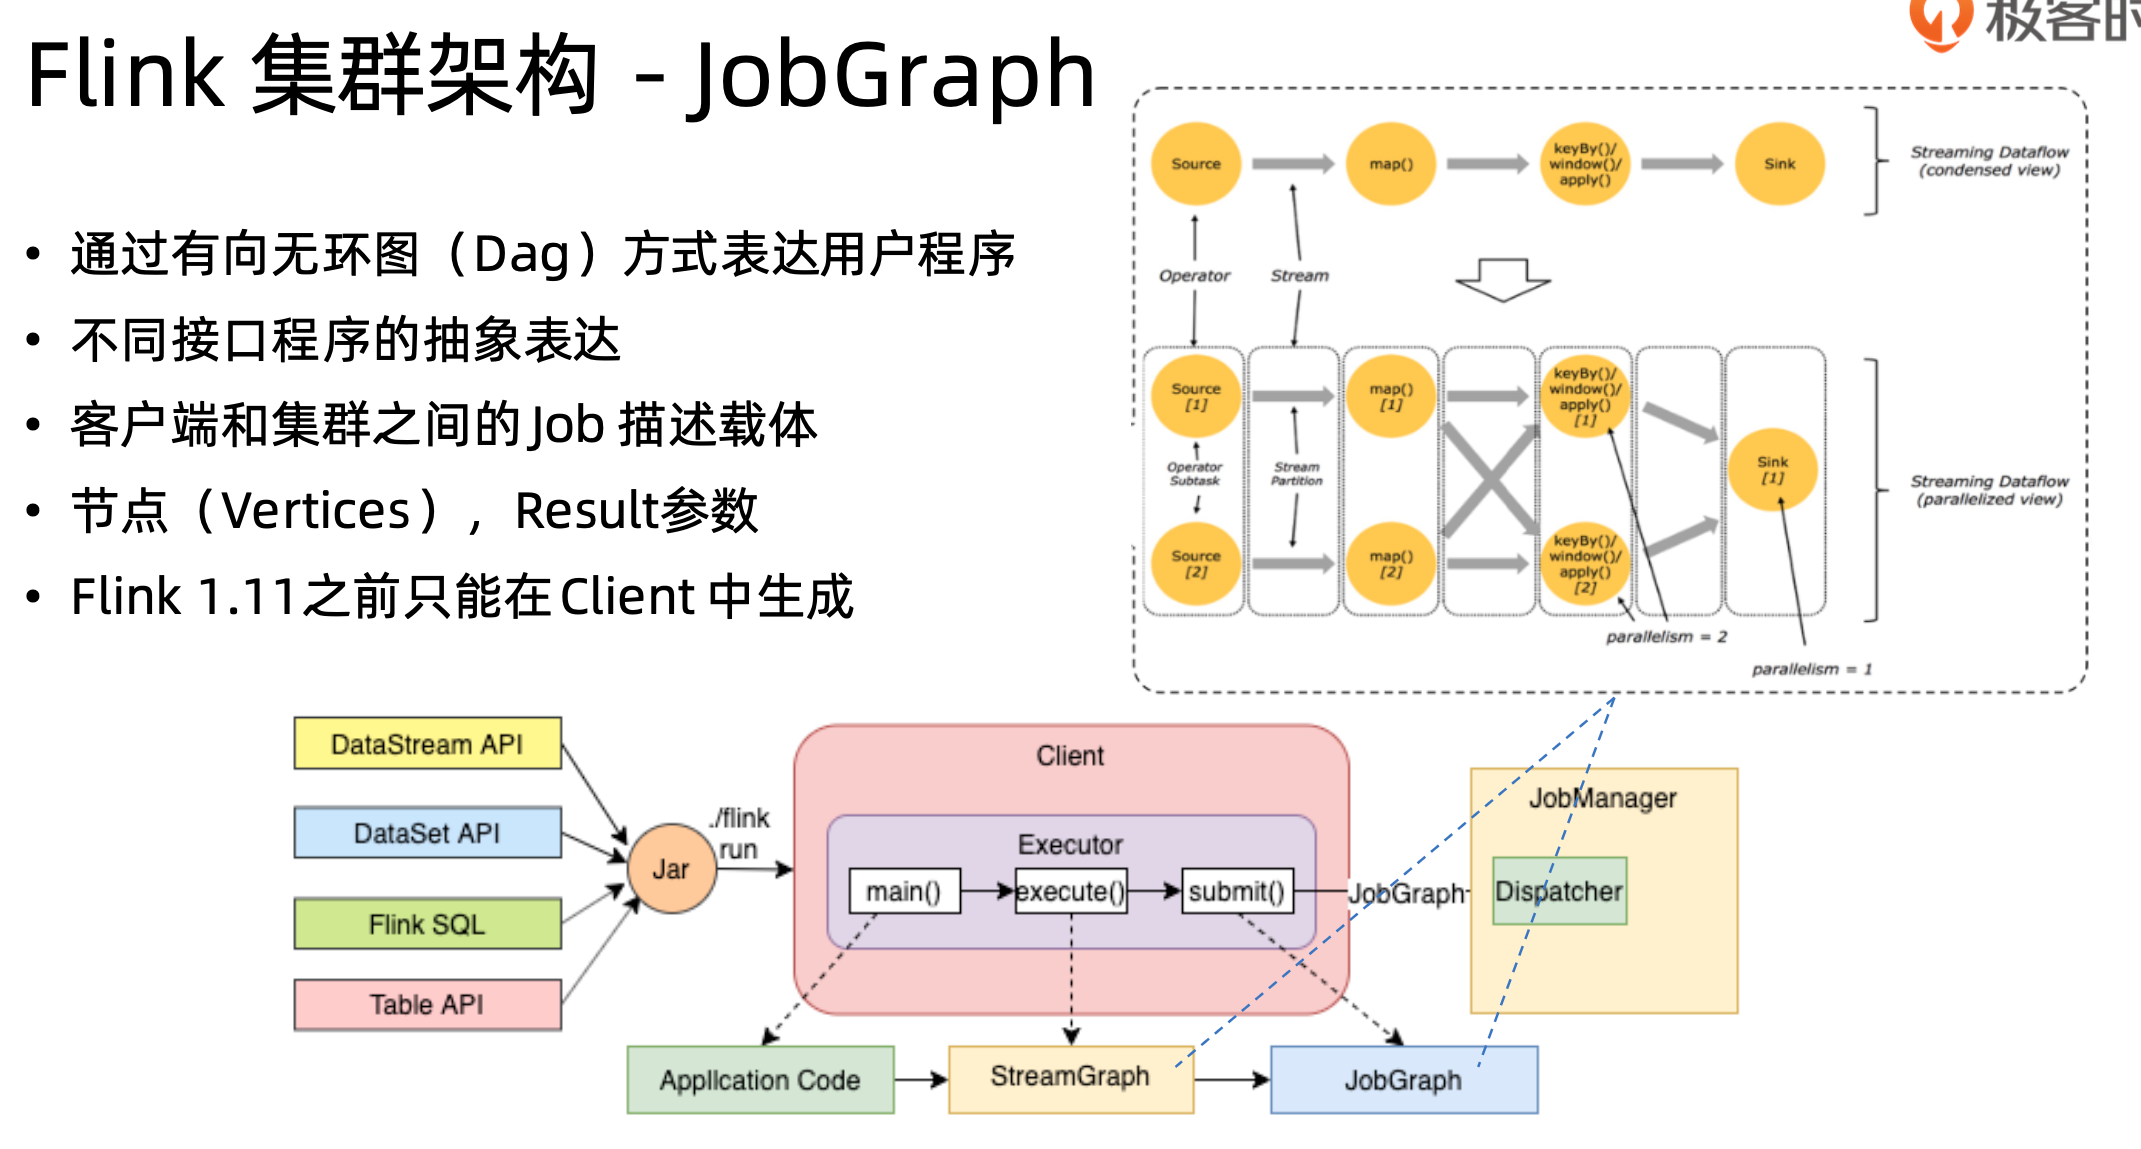 极客时
Flink 集群架构 - JobGraph
• 通过有向无环图（Dag）方式表达用户程序
• 不同接口程序的抽象表达
• 客户端和集群之间的Job 描述载体
• 节点（Vertices），Result参数
• Flink 1.11之前只能在Client 中生成
Source
map()
keyBy()/
window()/
apply()
Sink
Streaming Dataflow
(condensed view)
Operator
Stream
Source
[1]
map()
[1]
keyBy()/
window()/
apply()
[1]
Operator
Subtask
Stream
Partition
Sink
[1]
Streaming Dataflow
(parallelized view)
Source
[2]
map()
[2]
keyBy()/
window()/
apply()
[2]
parallelism = 2
parallelism = 1
DataStream API
DataSet API
Flink SQL
Table API
Jar
./flink
run
Client
Executor
main()
execute()
submit()
JobGraph
JobManager
Dispatcher
Application Code
StreamGraph
JobGraph